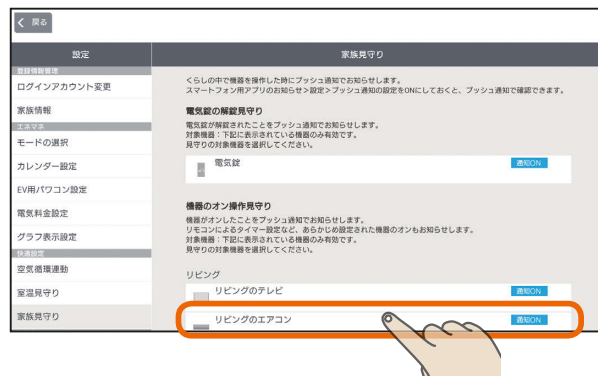 戻る
設定
家族見守り
登録情報管理
ログインアカウント変更
家族情報
エネマネ
モードの選択
カレンダー設定
EV用パワコン設定
電気料金設定
グラフ表示設定
快適設定
空気循環連動
室温見守り
家族見守り
くらしの中で機器を操作した時にプッシュ通知でお知らせします。
スマートフォン用アプリのお知らせ>設定>プッシュ通知の設定をONにしておくと、プッシュ通知で確認できます。
電気錠の解錠見守り
電気錠が解錠されたことをプッシュ通知でお知らせします。
対象機器：下記に表示されている機器のみ有効です。
見守りの対象機器を選択してください。
電気錠
通知ON
機器のオン操作見守り
機器がオンしたことをプッシュ通知でお知らせします。
リモコンによるタイマー設定など、あらかじめ設定された機器のオンもお知らせします。
対象機器：下記に表示されている機器のみ有効です。
見守りの対象機器を選択してください。
リビング
リビングのテレビ
通知ON
リビングのエアコン
通知ON